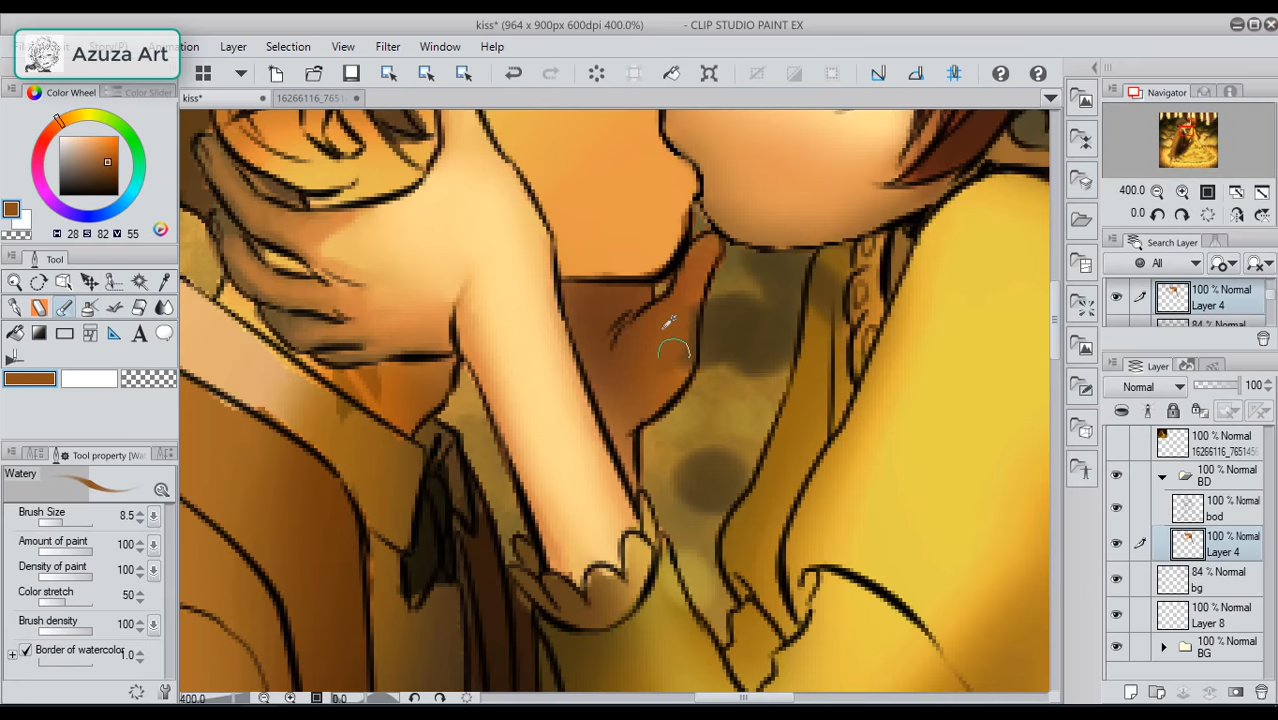 kiss* (964 x 900px 600dpi 400.0%) - CLIP STUDIO PAINT EX
Azuza Art
Layer Selection View Filter Window Help
Color Wheel Color Slider
kiss* 16266116_7651
Navigator
400.0
0.0
H 28 S 82 V 55
Tool
Search Layer
All
100 % Normal
Layer 4
84 % Normal
Layer
Normal 100
100 % Normal
16266116_765145
100 % Normal
BD
100 % Normal
bod
100 % Normal
Layer 4
84 % Normal
bg
100 % Normal
Layer 8
100 % Normal
BG
Tool property [Wat
Watery
Brush Size 8.5
Amount of paint 100
Density of paint 100
Color stretch 50
Brush density 100
Border of watercolor 1.0
400.0 0.0